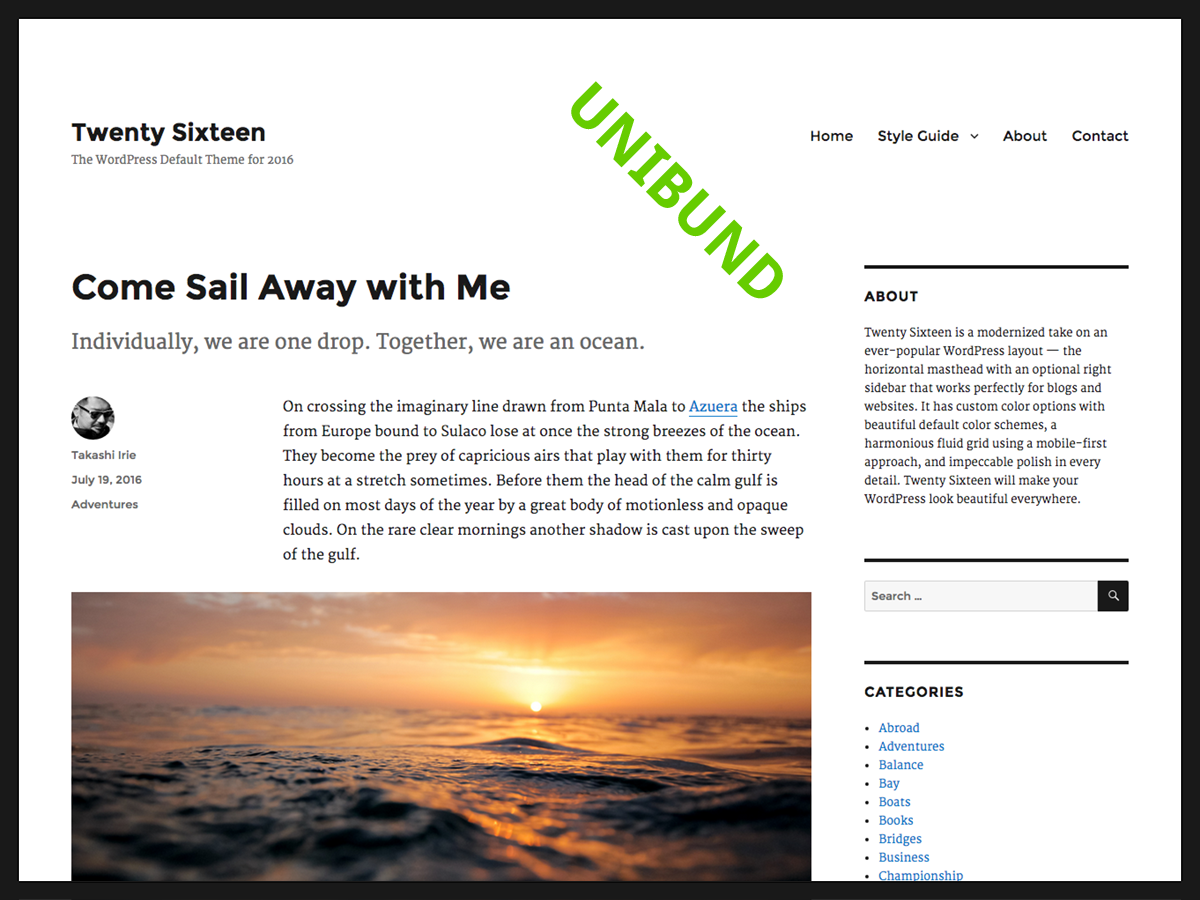 UNIBUND
Twenty Sixteen
The WordPress Default Theme for 2016
Home Style Guide About Contact
Come Sail Away with Me
Individually, we are one drop. Together, we are an ocean.
Takashi Irie
July 19, 2016
Adventures
On crossing the imaginary line drawn from Punta Mala to Azuera the ships
from Europe bound to Sulaco lose at once the strong breezes of the ocean.
They become the prey of capricious airs that play with them for thirty
hours at a stretch sometimes. Before them the head of the calm gulf is
filled on most days of the year by a great body of motionless and opaque
clouds. On the rare clear mornings another shadow is cast upon the sweep
of the gulf.
ABOUT
Twenty Sixteen is a modernized take on an
ever-popular WordPress layout — the
horizontal masthead with an optional right
sidebar that works perfectly for blogs and
websites. It has custom color options with
beautiful default color schemes, a
harmonious fluid grid using a mobile-first
approach, and impeccable polish in every
detail. Twenty Sixteen will make your
WordPress look beautiful everywhere.
Search …
CATEGORIES
Abroad
Adventures
Balance
Bay
Boats
Books
Bridges
Business
Championship